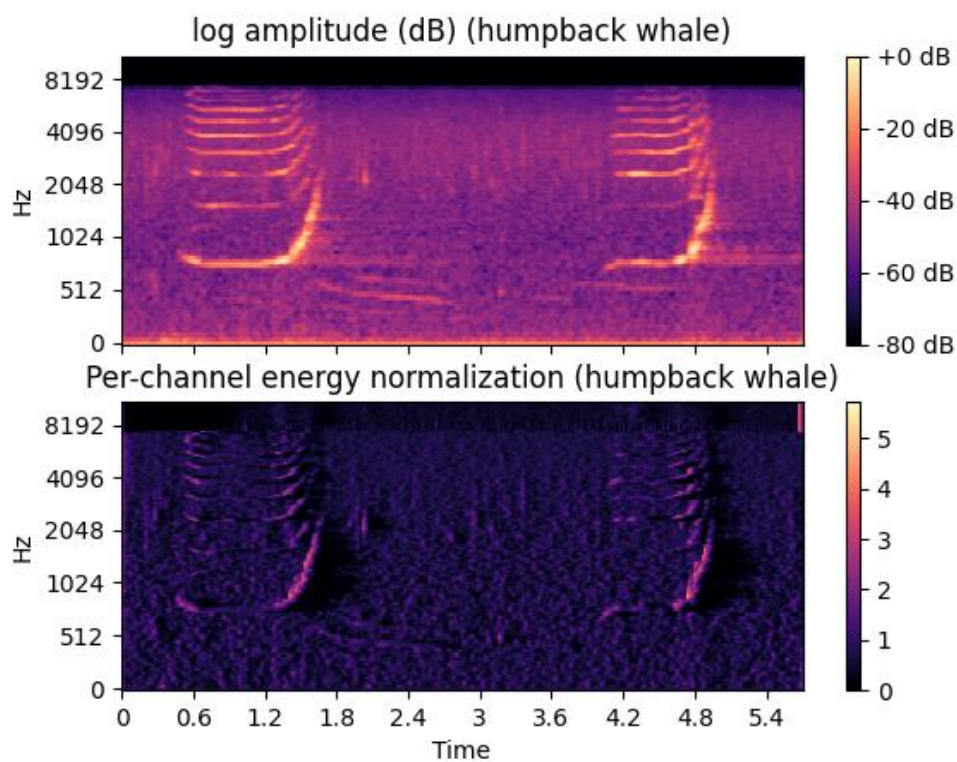 log amplitude (dB) (humpback whale)
8192
4096
2048
1024
512
0
Hz
+0 dB
-20 dB
-40 dB
-60 dB
-80 dB
Per-channel energy normalization (humpback whale)
8192
4096
2048
1024
512
0
Hz
5
4
3
2
1
0
0 0.6 1.2 1.8 2.4 3 3.6 4.2 4.8 5.4
Time